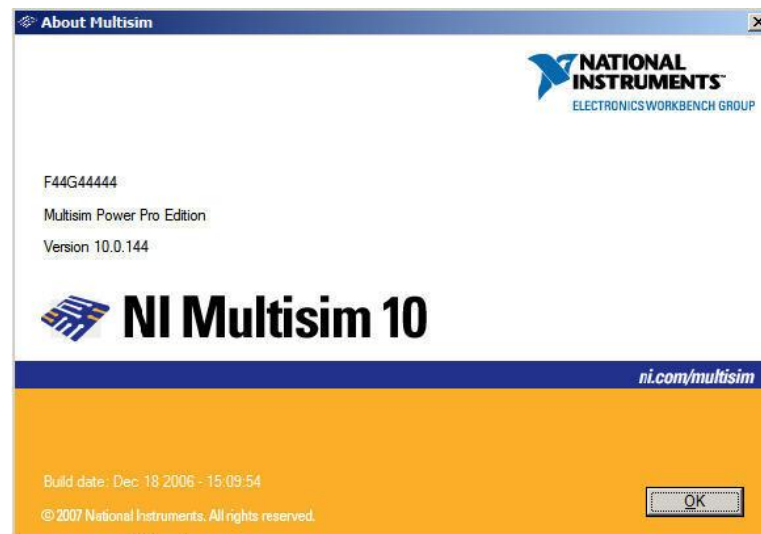 About Multisim
NATIONAL
INSTRUMENTS™
ELECTRONICS WORKBENCH GROUP
F44G44444
Multisim Power Pro Edition
Version 10.0.144
NI Multisim 10
ni.com/multisim
Build date: Dec 18 2006 - 15:09:54
© 2007 National Instruments. All rights reserved.
OK